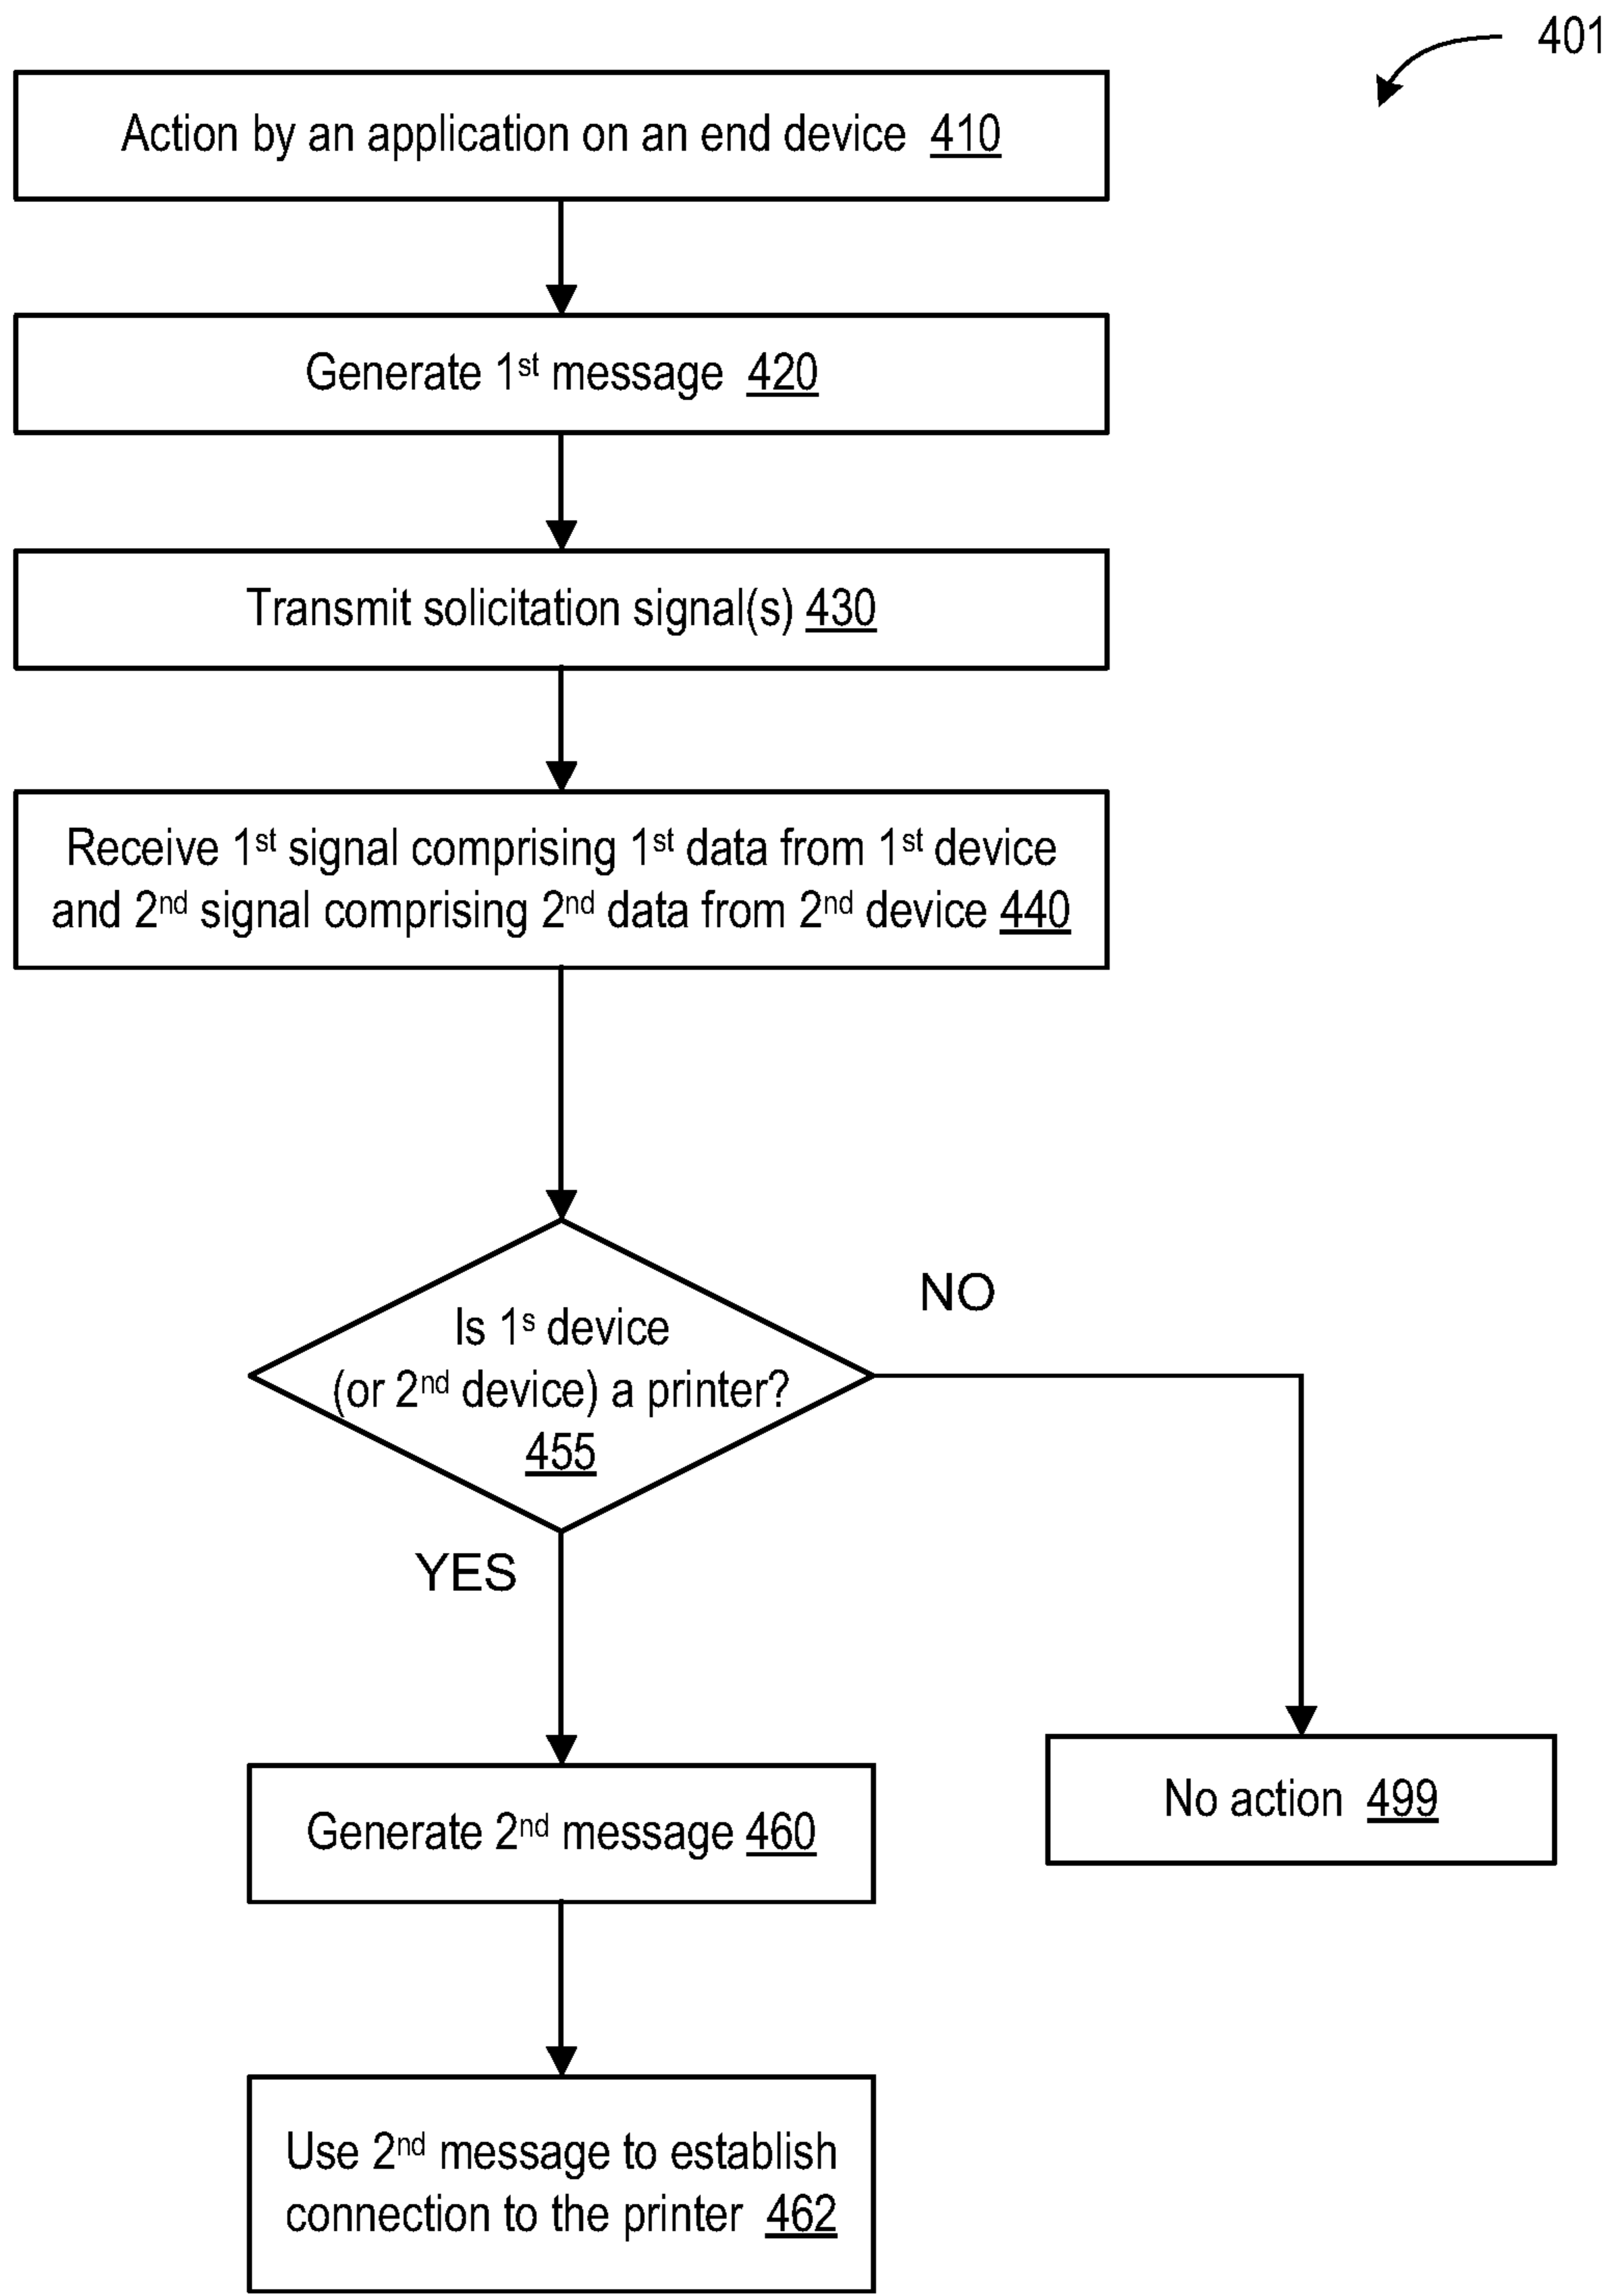 401
Action by an application on an end device 410
Generate 1st message 420
Transmit solicitation signal(s) 430
Receive 1st signal comprising 1st data from 1st device
and 2nd signal comprising 2nd data from 2nd device 440
Is 1s device
(or 2nd device) a printer?
455
NO
YES
Generate 2nd message 460
No action 499
Use 2nd message to establish
connection to the printer 462